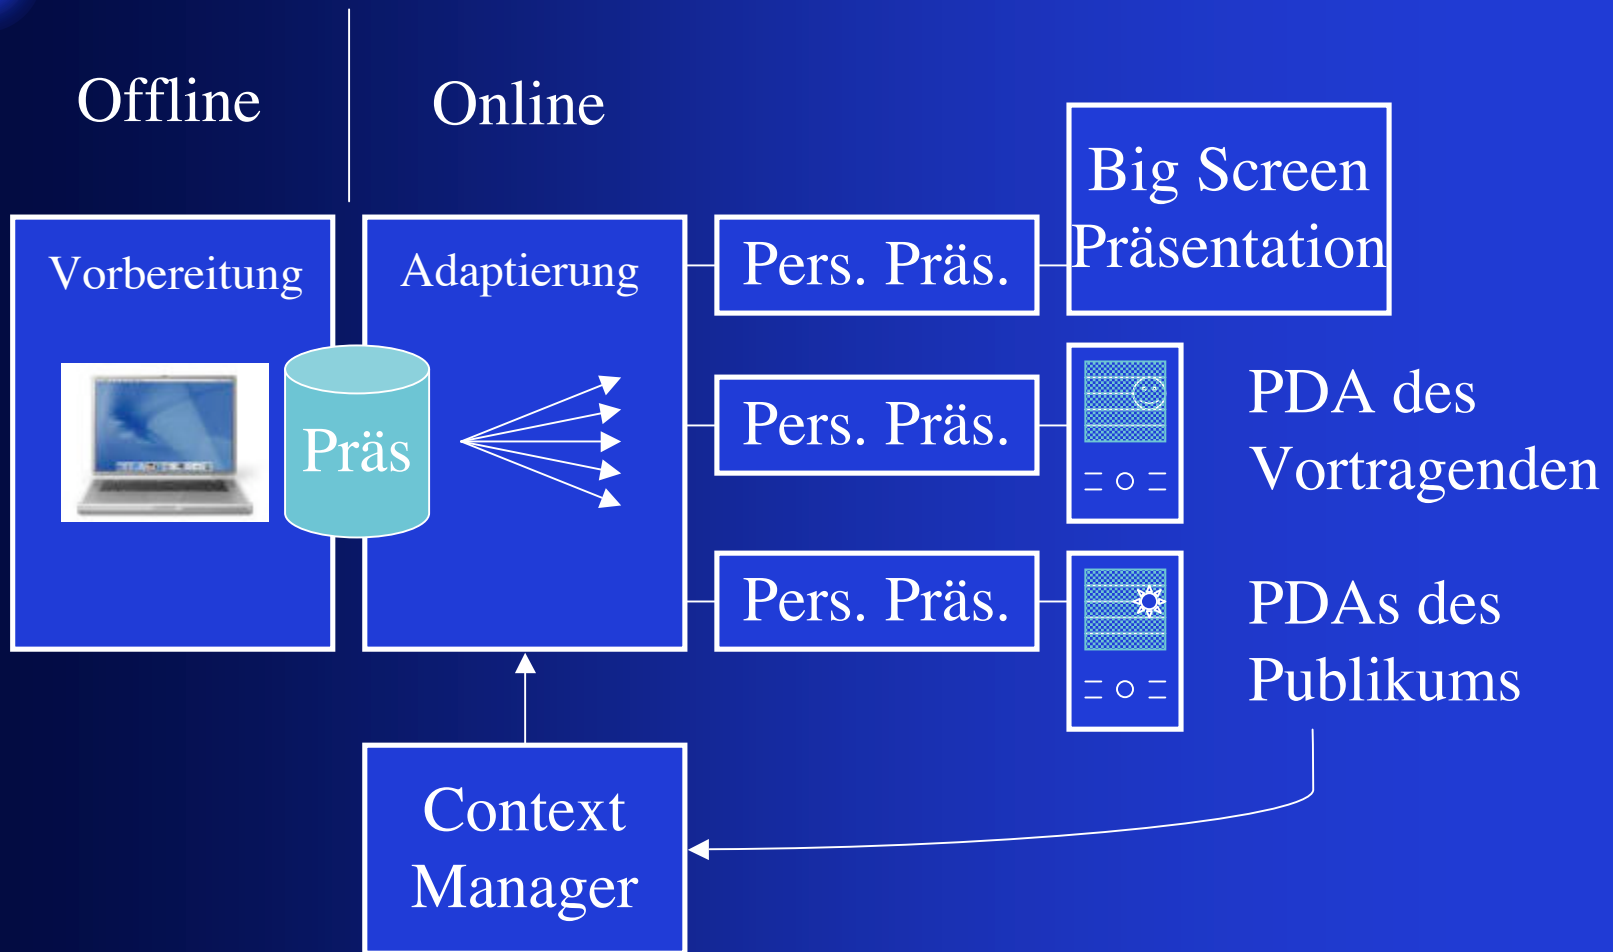 Offline
Online
Big Screen
Präsentation
Vorbereitung
Adaptierung
Pers. Präs.
Präs
Pers. Präs.
PDA des
Vortragenden
Pers. Präs.
PDAs des
Publikums
Context
Manager